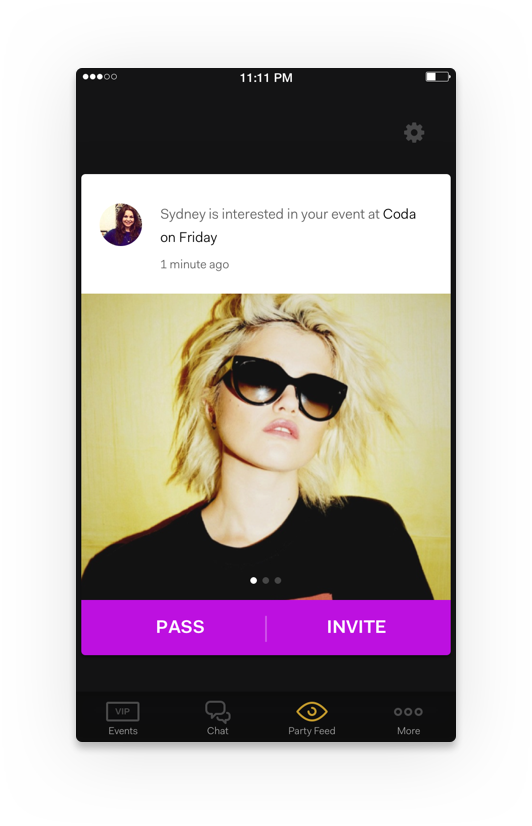 11:11 PM
Sydney is interested in your event at Coda
on Friday
1 minute ago
PASS
INVITE
VIP
Events
Chat
Party Feed
More